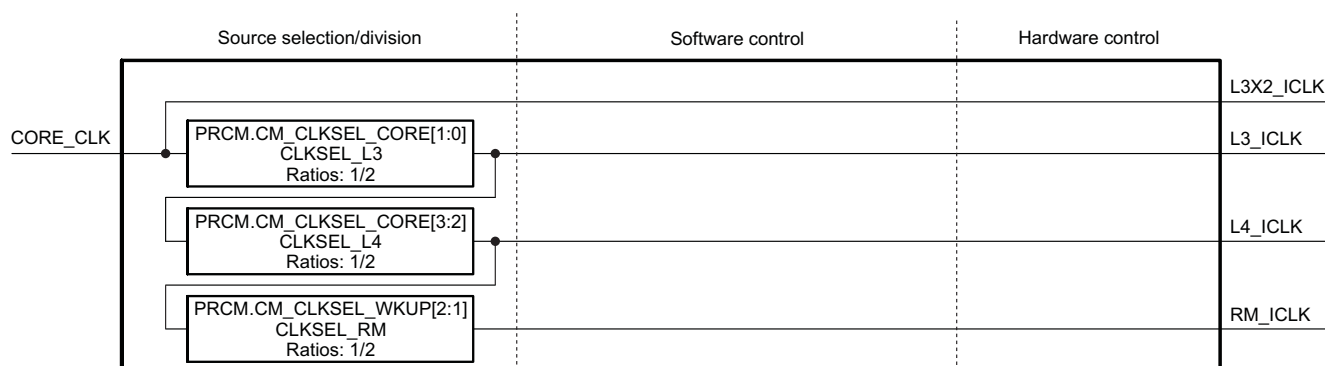 Source selection/division
Software control
Hardware control
L3X2_ICLK
CORE_CLK
PRCM.CM_CLKSEL_CORE[1:0]
CLKSEL_L3
Ratios: 1/2
L3_ICLK
PRCM.CM_CLKSEL_CORE[3:2]
CLKSEL_L4
Ratios: 1/2
L4_ICLK
PRCM.CM_CLKSEL_WKUP[2:1]
CLKSEL_RM
Ratios: 1/2
RM_ICLK